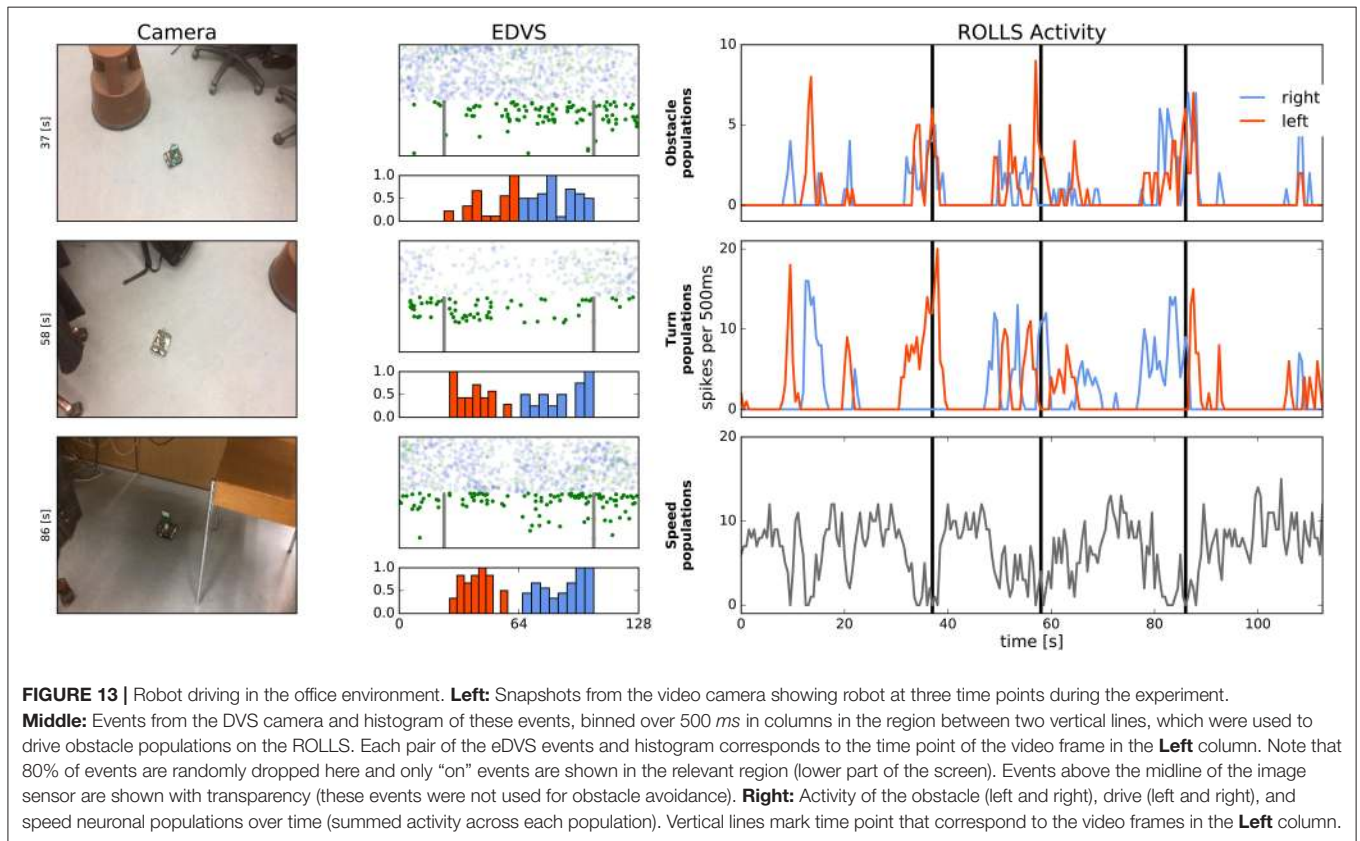 Camera
EDVS
ROLLS Activity
37 [s]
58 [s]
86 [s]
1.0
0.5
0.0
1.0
0.5
0.0
1.0
0.5
0.0
0
64
128
Obstacle
populations
10
5
0
right
left
Turn
populations
spikes per 500ms
20
10
0
Speed
populations
10
0
0
20
40
60
80
100
time [s]
FIGURE 13 | Robot driving in the office environment. Left: Snapshots from the video camera showing robot at three time points during the experiment.
Middle: Events from the DVS camera and histogram of these events, binned over 500 ms in columns in the region between two vertical lines, which were used to
drive obstacle populations on the ROLLS. Each pair of the eDVS events and histogram corresponds to the time point of the video frame in the Left column. Note that
80% of events are randomly dropped here and only “on” events are shown in the relevant region (lower part of the screen). Events above the midline of the image
sensor are shown with transparency (these events were not used for obstacle avoidance). Right: Activity of the obstacle (left and right), drive (left and right), and
speed neuronal populations over time (summed activity across each population). Vertical lines mark time point that correspond to the video frames in the Left column.